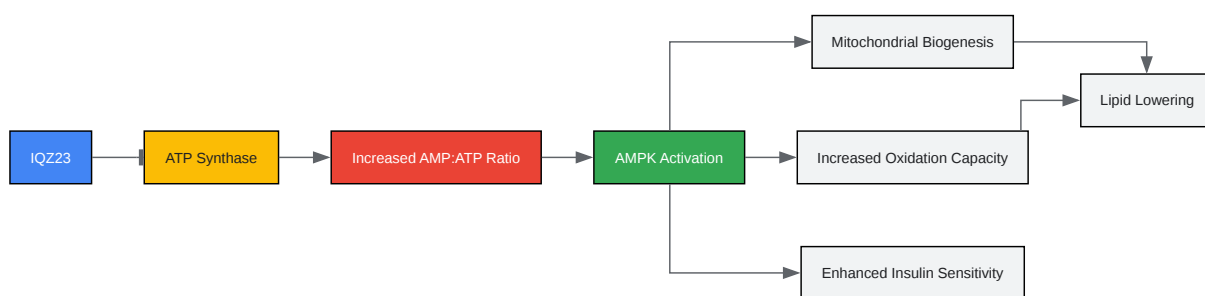 Mitochondrial Biogenesis
Lipid Lowering
IQZ23
ATP Synthase
Increased AMP:ATP Ratio
AMPK Activation
Increased Oxidation Capacity
Enhanced Insulin Sensitivity